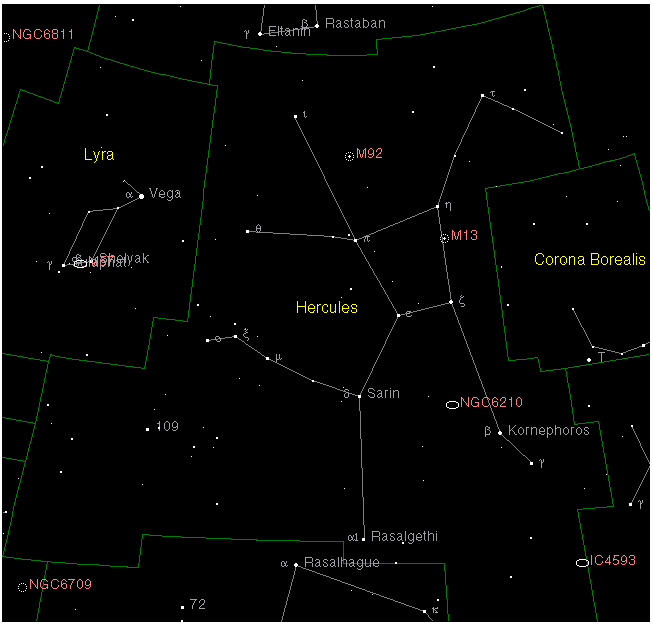 β Rastaban
γ Eltanin
NGC6811
τ
ι
Lyra
M92
α Vega
η
θ
π
M13
Corona Borealis
β Shelyak
γ
Hercules
ε
ζ
ο
ξ
μ
T
δ Sarin
NGC6210
109
β Kornephoros
γ
γ
α1 Rasalgethi
α Rasalhague
IC4593
NGC6709
72
κ